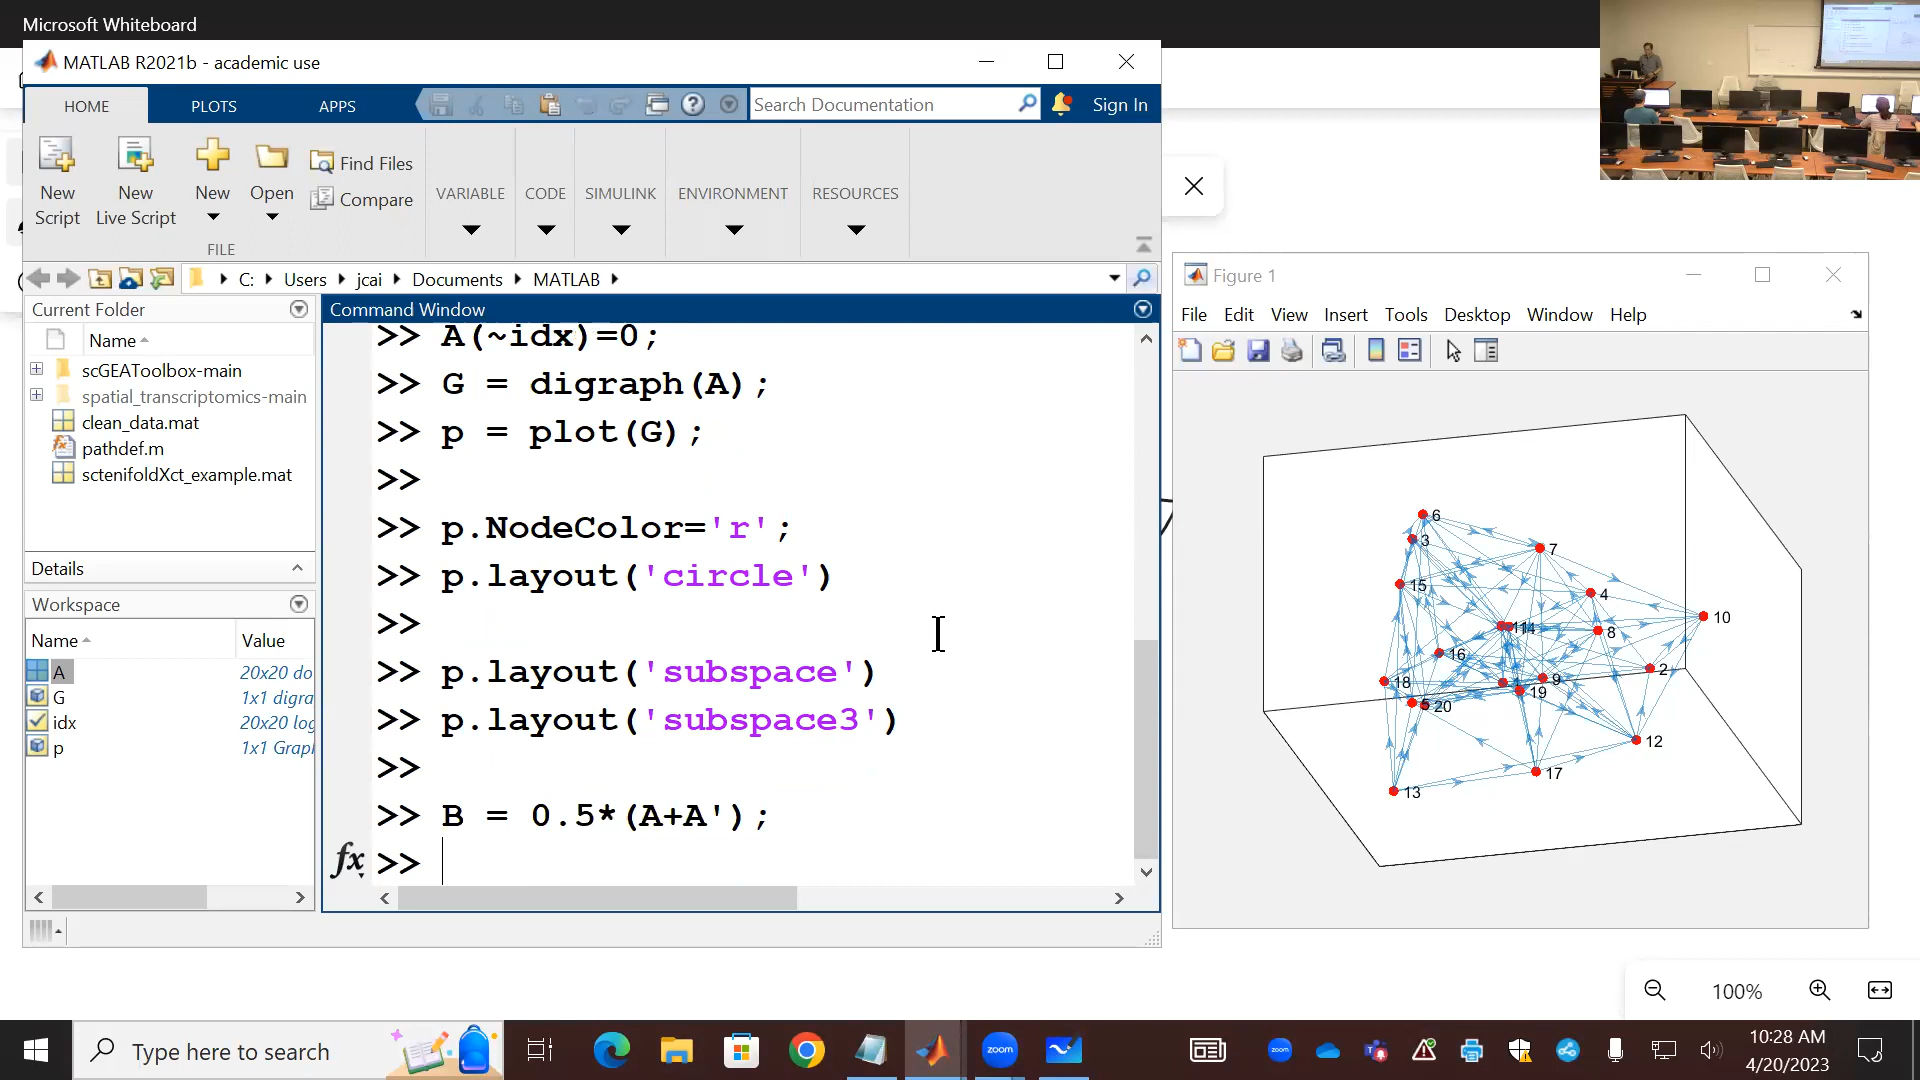 Microsoft Whiteboard
MATLAB R2021b - academic use
HOME PLOTS APPS
Search Documentation
Sign In
New Script
New Live Script
New
Open
Find Files
Compare
FILE
VARIABLE
CODE
SIMULINK
ENVIRONMENT
RESOURCES
C: Users jcai Documents MATLAB
Current Folder
Name
scGEAToolbox-main
spatial_transcriptomics-main
clean_data.mat
pathdef.m
sctenifoldXct_example.mat
Details
Workspace
Name Value
A 20x20 do
G 1x1 digra
idx 20x20 log
p 1x1 Graph
Command Window
>> A(~idx)=0;
>> G = digraph(A);
>> p = plot(G);
>>
>> p.NodeColor='r';
>> p.layout('circle')
>>
>> p.layout('subspace')
>> p.layout('subspace3')
>>
>> B = 0.5*(A+A');
fx >>
Figure 1
File Edit View Insert Tools Desktop Window Help
6
3
7
15
4
10
14
8
16
2
18
9
19
20
12
17
13
100%
Type here to search
zoom
zoom
10:28 AM
4/20/2023